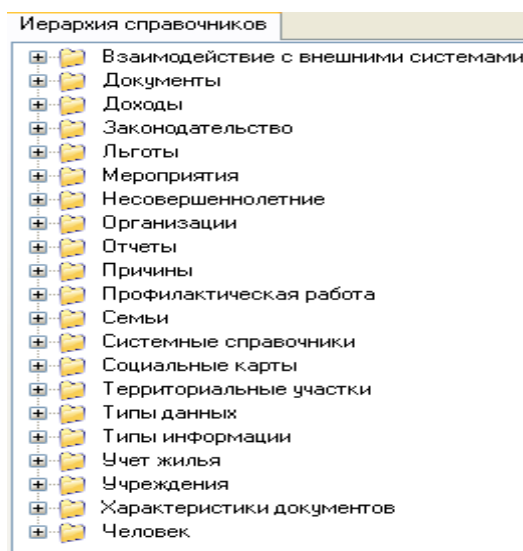 Иерархия справочников
Взаимодействие с внешними системами
Документы
Доходы
Законодательство
Льготы
Мероприятия
Несовершеннолетние
Организации
Отчеты
Причины
Профилактическая работа
Семьи
Системные справочники
Социальные карты
Территориальные участки
Типы данных
Типы информации
Учет жилья
Учреждения
Характеристики документов
Человек